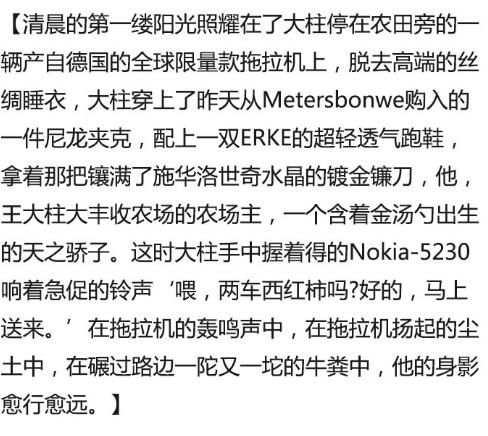 【清晨的第一缕阳光照耀在了大柱停在农田旁的一
辆产自德国的全球限量款拖拉机上，脱去高端的丝
绸睡衣，大柱穿上了昨天从Metersbonwe购入的
一件尼龙夹克，配上一双ERKE的超轻透气跑鞋，
拿着那把镶满了施华洛世奇水晶的镀金镰刀，他，
王大柱大丰收农场的农场主，一个含着金汤勺出生
的天之骄子。这时大柱手中握着得的Nokia-5230
响着急促的铃声‘喂，两车西红柿吗?好的，马上
送来。’在拖拉机的轰鸣声中，在拖拉机扬起的尘
土中，在碾过路边一陀又一坨的牛粪中，他的身影
愈行愈远。】